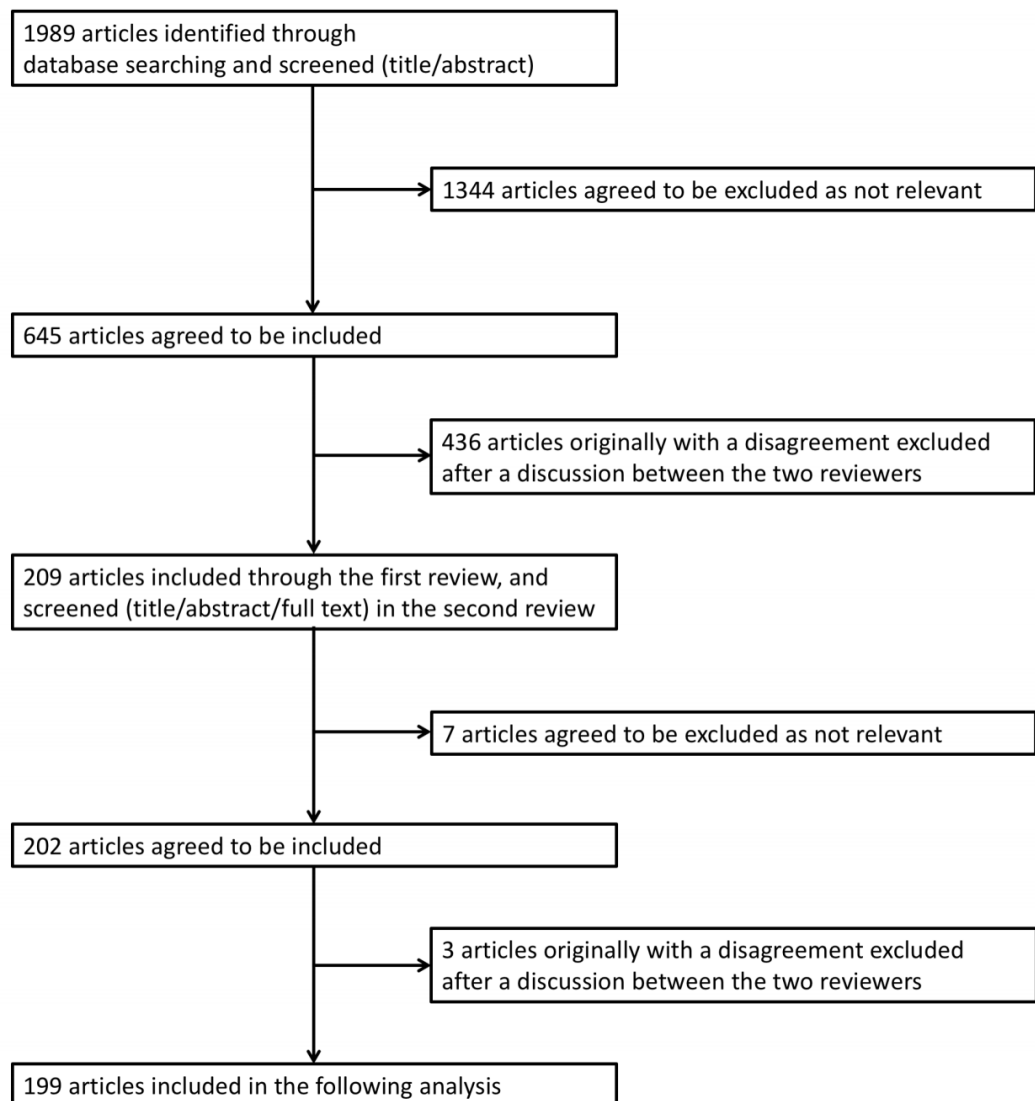 1989 articles identified through
database searching and screened (title/abstract)
1344 articles agreed to be excluded as not relevant
645 articles agreed to be included
436 articles originally with a disagreement excluded
after a discussion between the two reviewers
209 articles included through the first review, and
screened (title/abstract/full text) in the second review
7 articles agreed to be excluded as not relevant
202 articles agreed to be included
3 articles originally with a disagreement excluded
after a discussion between the two reviewers
199 articles included in the following analysis